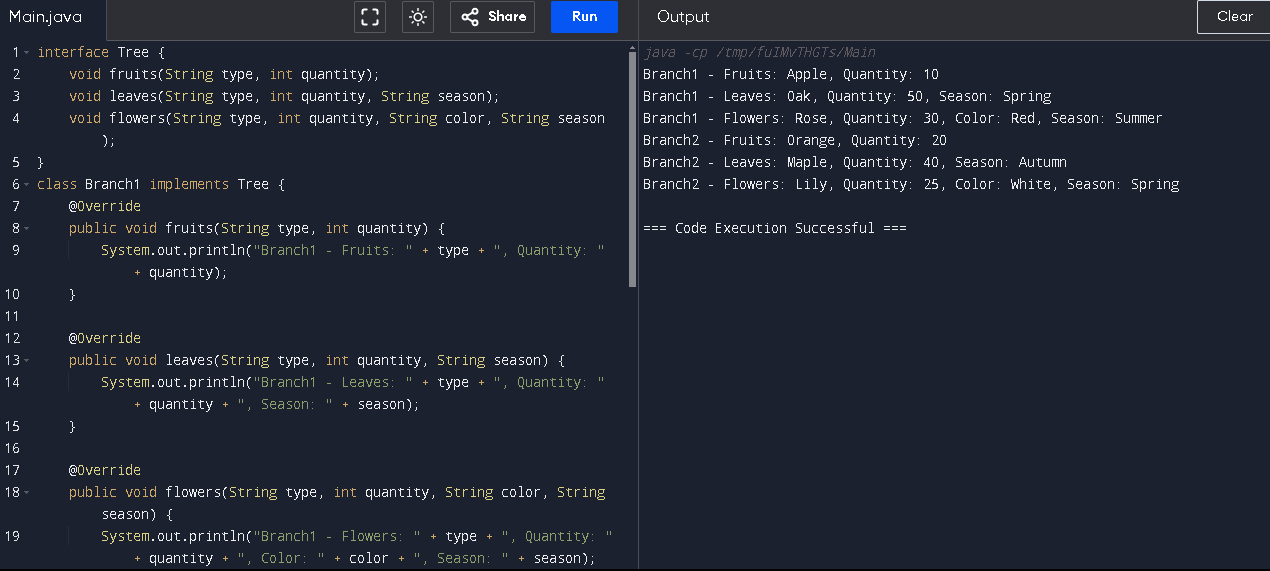 Main.java
Share
Run
Output
Clear
1 interface Tree {
2     void fruits(String type, int quantity);
3     void leaves(String type, int quantity, String season);
4     void flowers(String type, int quantity, String color, String season
        );
5 }
6 class Branch1 implements Tree {
7     @Override
8     public void fruits(String type, int quantity) {
9         System.out.println("Branch1 - Fruits: " + type + ", Quantity: "
            + quantity);
10     }
11
12     @Override
13     public void leaves(String type, int quantity, String season) {
14         System.out.println("Branch1 - Leaves: " + type + ", Quantity: "
            + quantity + ", Season: " + season);
15     }
16
17     @Override
18     public void flowers(String type, int quantity, String color, String
        season) {
19         System.out.println("Branch1 - Flowers: " + type + ", Quantity: "
            + quantity + ", Color: " + color + ", Season: " + season);
java -cp /tmp/fuIMvTHGTs/Main
Branch1 - Fruits: Apple, Quantity: 10
Branch1 - Leaves: Oak, Quantity: 50, Season: Spring
Branch1 - Flowers: Rose, Quantity: 30, Color: Red, Season: Summer
Branch2 - Fruits: Orange, Quantity: 20
Branch2 - Leaves: Maple, Quantity: 40, Season: Autumn
Branch2 - Flowers: Lily, Quantity: 25, Color: White, Season: Spring
=== Code Execution Successful ===